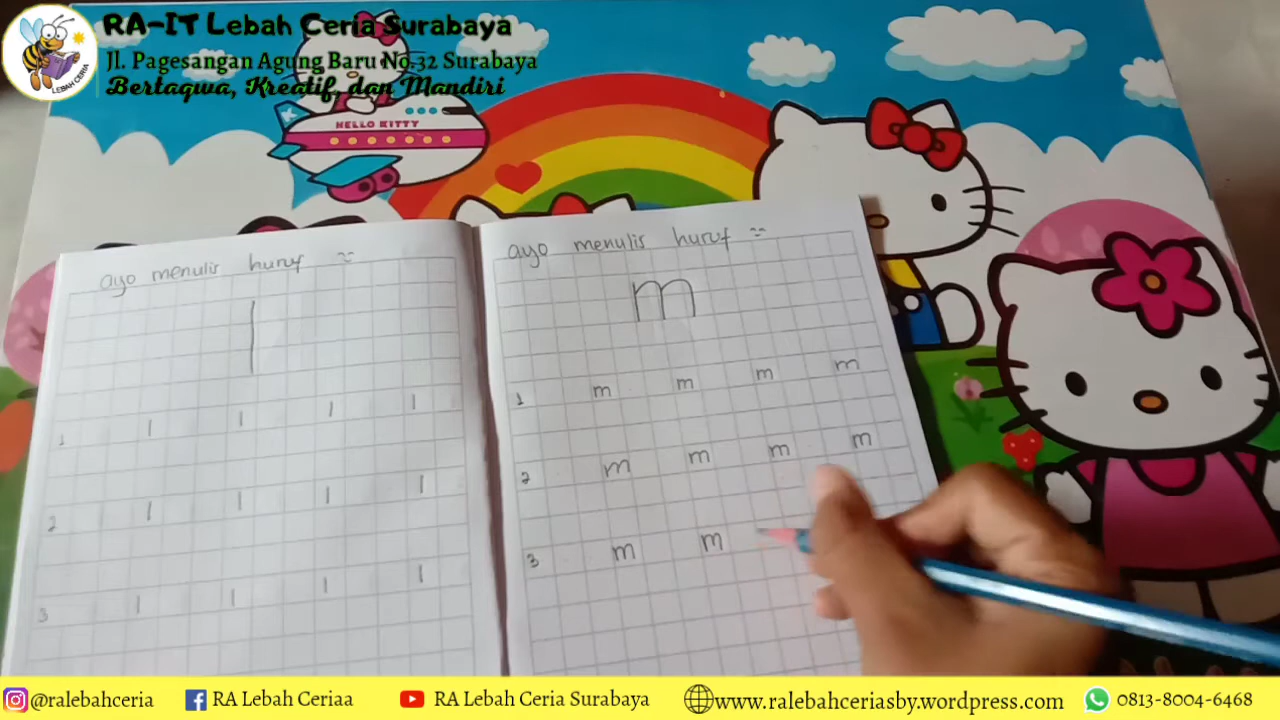 RA-IT Lebah Ceria Surabaya
Jl. Pagesangan Agung Baru No.32 Surabaya
Bertaqwa, Kreatif, dan Mandiri
LEBAH CERIA
HELLO KITTY
ayo menulis huruf :
l
1 l l l l
2 l l l l
3 l l l l
ayo menulis huruf :
m
1 m m m m
2 m m m m
3 m m
@ralebahceria
RA Lebah Ceriaa
RA Lebah Ceria Surabaya
www.ralebahceriasby.wordpress.com
0813-8004-6468